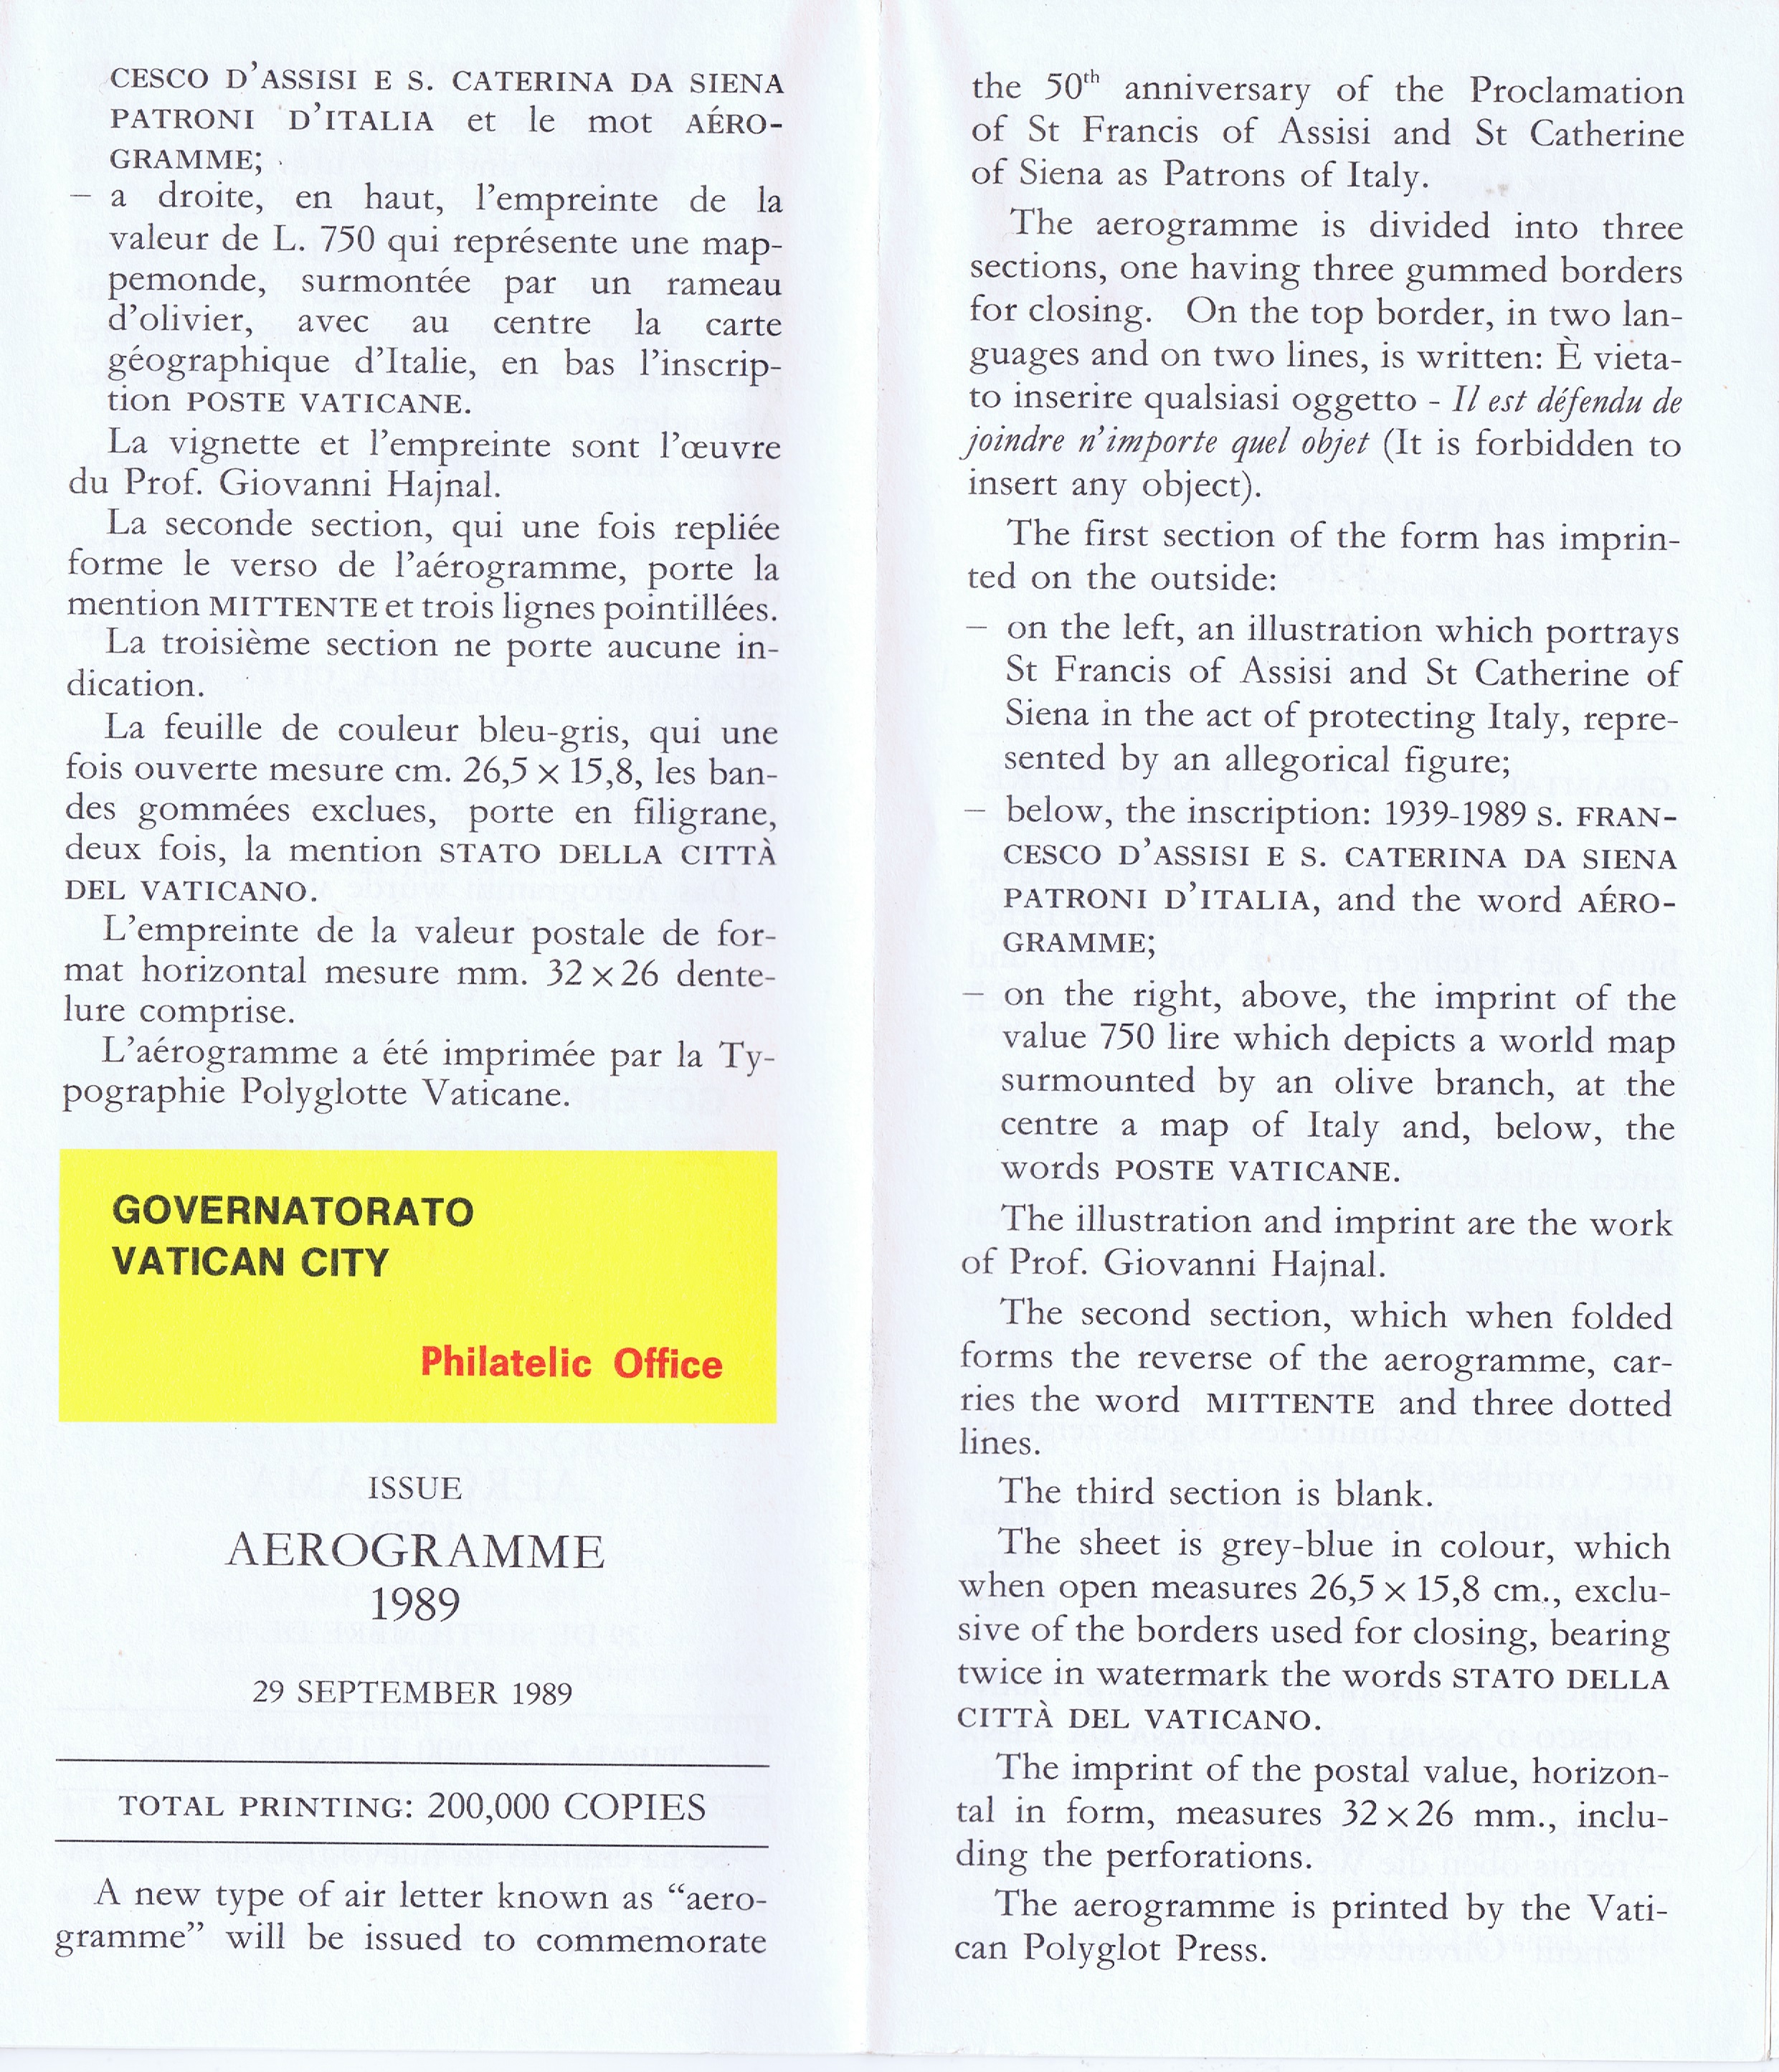 CESCO D'ASSISI E S. CATERINA DA SIENA
PATRONI D'ITALIA et le mot AÉRO-
GRAMME;
– a droite, en haut, l'empreinte de la
valeur de L. 750 qui représente une map-
pemonde, surmontée par un rameau
d'olivier, avec au centre la carte
géographique d'Italie, en bas l'inscrip-
tion POSTE VATICANE.
La vignette et l'empreinte sont l'œuvre
du Prof. Giovanni Hajnal.
La seconde section, qui une fois repliée
forme le verso de l'aérogramme, porte la
mention MITTENTE et trois lignes pointillées.
La troisième section ne porte aucune in-
dication.
La feuille de couleur bleu-gris, qui une
fois ouverte mesure cm. 26,5 × 15,8, les ban-
des gommées exclues, porte en filigrane,
deux fois, la mention STATO DELLA CITTÀ
DEL VATICANO.
L'empreinte de la valeur postale de for-
mat horizontal mesure mm. 32 × 26 dente-
lure comprise.
L'aérogramme a été imprimée par la Ty-
pographie Polyglotte Vaticane.
GOVERNATORATO
VATICAN CITY
Philatelic Office
ISSUE
AEROGRAMME
1989
29 SEPTEMBER 1989
TOTAL PRINTING: 200,000 COPIES
A new type of air letter known as “aero-
gramme” will be issued to commemorate
the 50th anniversary of the Proclamation
of St Francis of Assisi and St Catherine
of Siena as Patrons of Italy.
The aerogramme is divided into three
sections, one having three gummed borders
for closing. On the top border, in two lan-
guages and on two lines, is written: È vieta-
to inserire qualsiasi oggetto - Il est défendu de
joindre n'importe quel objet (It is forbidden to
insert any object).
The first section of the form has imprin-
ted on the outside:
– on the left, an illustration which portrays
St Francis of Assisi and St Catherine of
Siena in the act of protecting Italy, repre-
sented by an allegorical figure;
– below, the inscription: 1939-1989 S. FRAN-
CESCO D'ASSISI E S. CATERINA DA SIENA
PATRONI D'ITALIA, and the word AÉRO-
GRAMME;
– on the right, above, the imprint of the
value 750 lire which depicts a world map
surmounted by an olive branch, at the
centre a map of Italy and, below, the
words POSTE VATICANE.
The illustration and imprint are the work
of Prof. Giovanni Hajnal.
The second section, which when folded
forms the reverse of the aerogramme, car-
ries the word MITTENTE and three dotted
lines.
The third section is blank.
The sheet is grey-blue in colour, which
when open measures 26,5 × 15,8 cm., exclu-
sive of the borders used for closing, bearing
twice in watermark the words STATO DELLA
CITTÀ DEL VATICANO.
The imprint of the postal value, horizon-
tal in form, measures 32 × 26 mm., inclu-
ding the perforations.
The aerogramme is printed by the Vati-
can Polyglot Press.